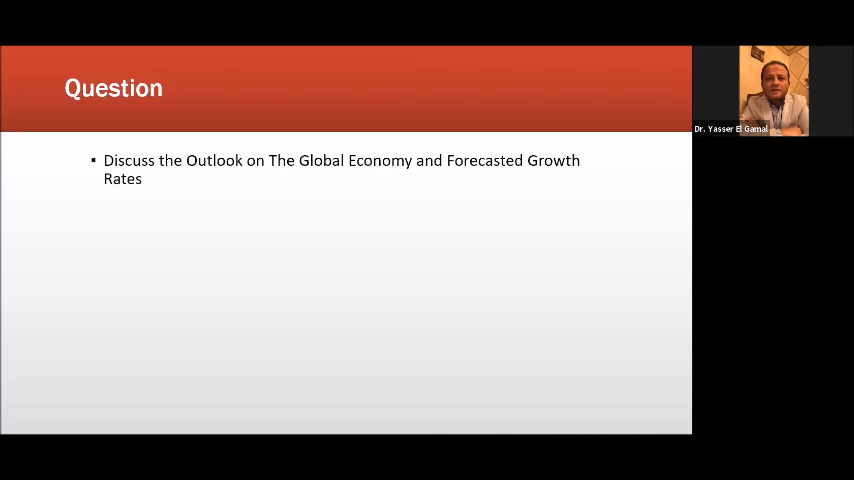 Question
▪ Discuss the Outlook on The Global Economy and Forecasted Growth
Rates
Dr. Yasser El Gamal